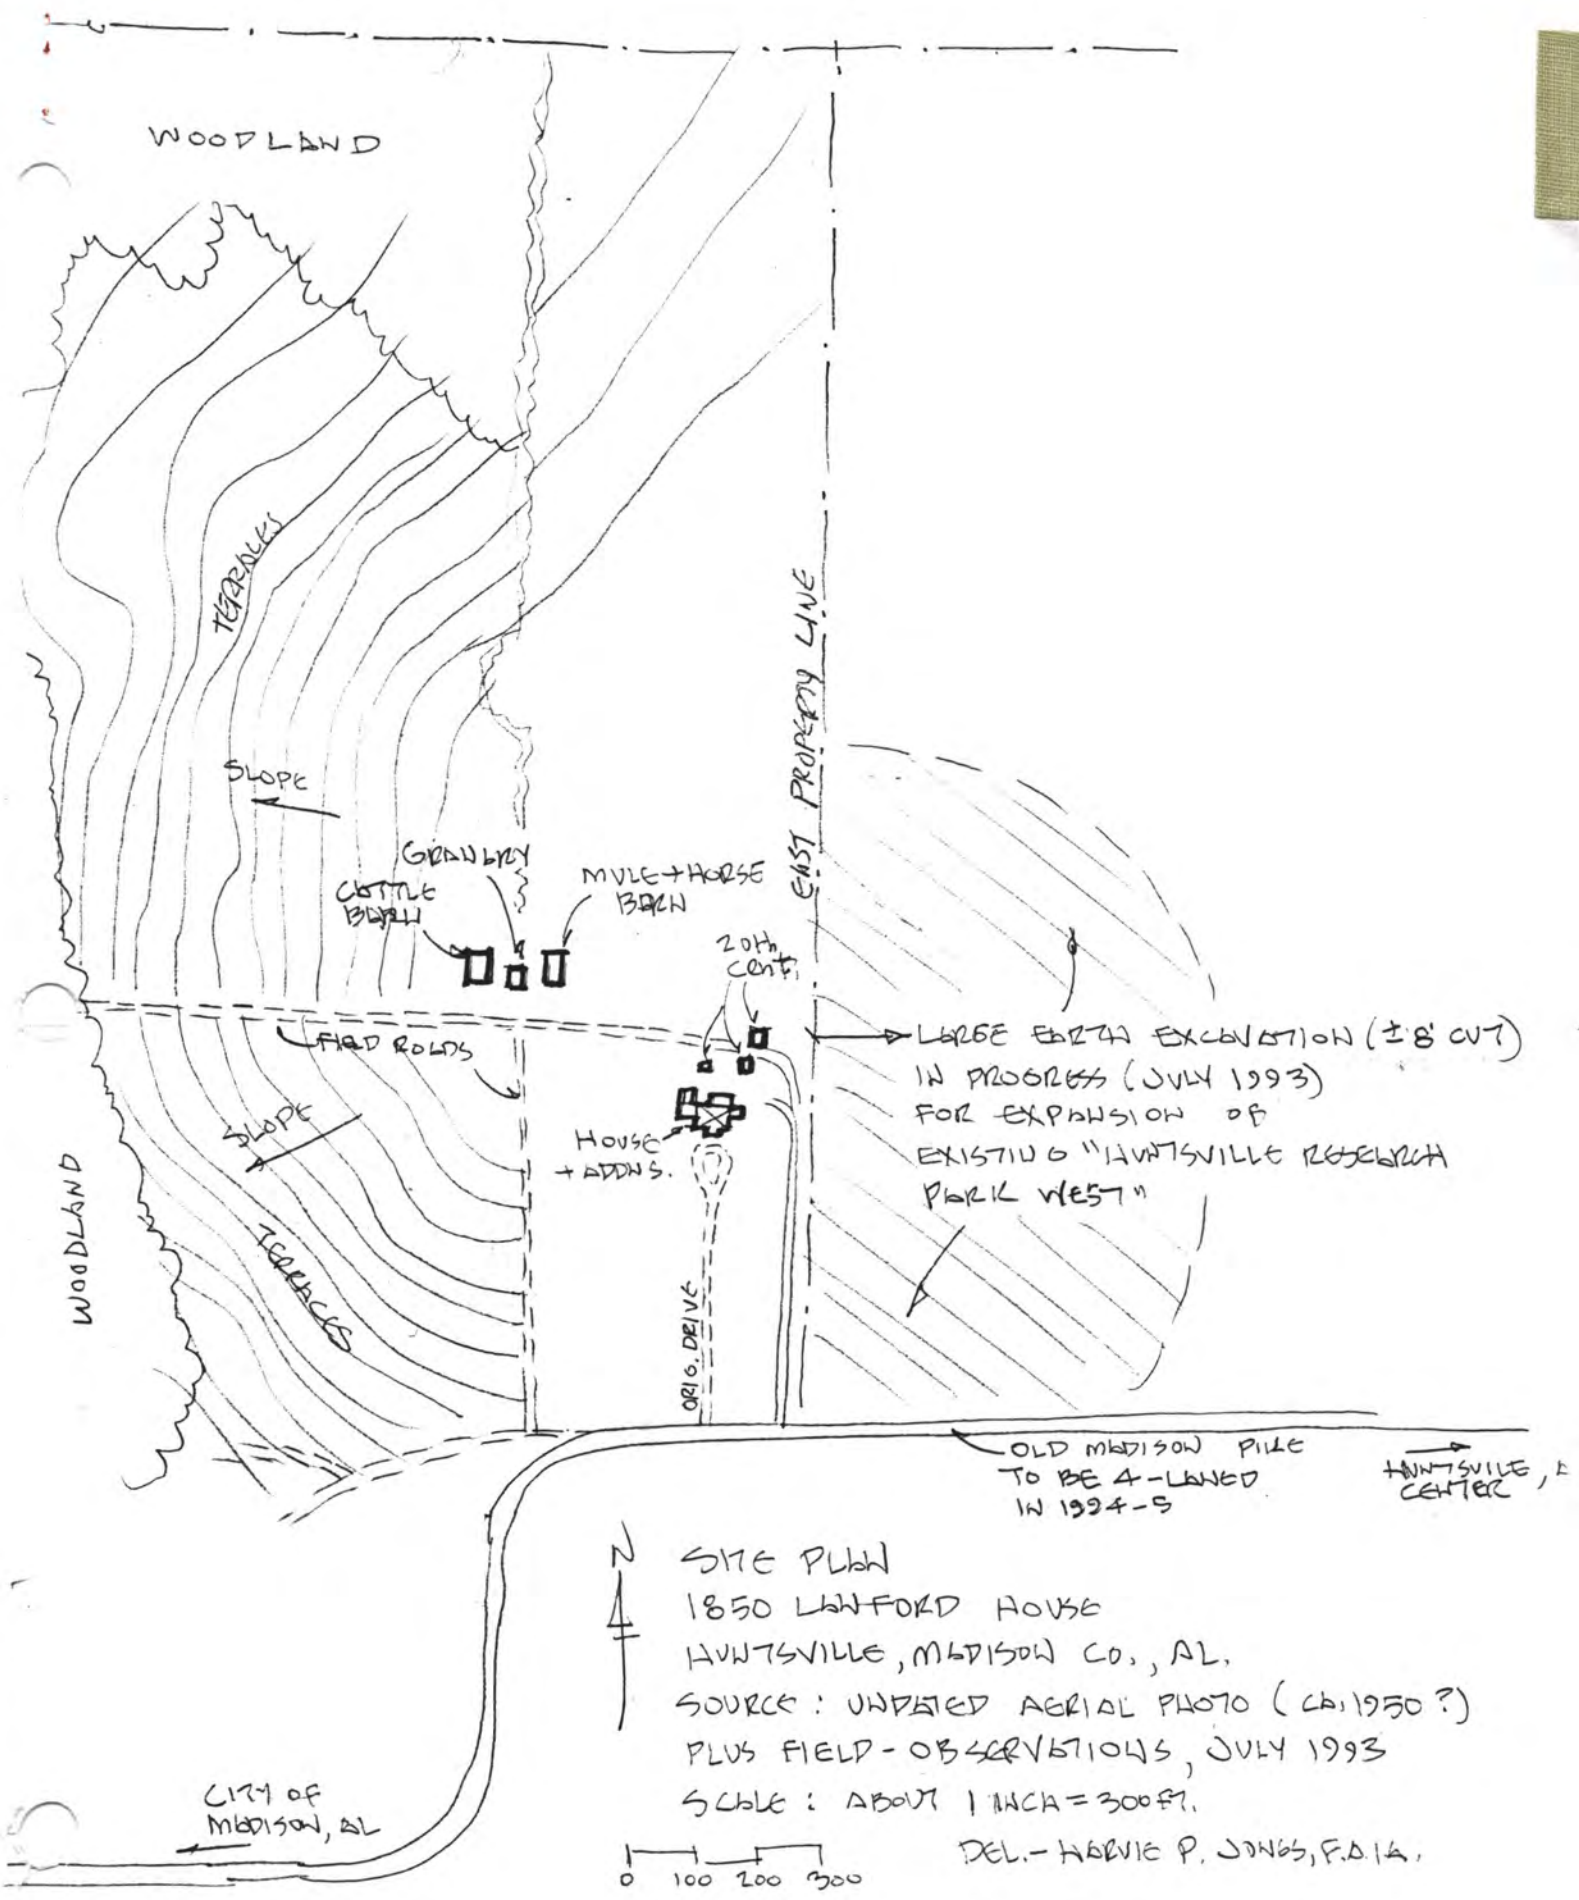 WOODLAND
TERRACES
EAST PROPERTY LINE
SLOPE
GRANARY
CATTLE
BARN
MULE + HORSE
BARN
20th
CENT.
FIELD ROADS
LARGE EARTH EXCAVATION (±8' CUT)
IN PROGRESS (JULY 1993)
FOR EXPANSION OF
EXISTING "HUNTSVILLE RESEARCH
PARK WEST"
SLOPE
HOUSE
+ ADDNS.
WOODLAND
TERRACES
ORIG. DRIVE
OLD MADISON PIKE
TO BE 4-LANED
IN 1994-5
HUNTSVILE,
CENTER
N
SITE PLAN
1850 LANFORD HOUSE
HUNTSVILLE, MADISON CO., AL.
SOURCE: UNDATED AERIAL PHOTO (CA. 1950?)
PLUS FIELD-OBSERVATIONS, JULY 1993
SCALE: ABOUT 1 INCH = 300 FT.
CITY OF
MADISON, AL
0 100 200 300
DEL. - HARVIE P. JONES, F.A.I.A.